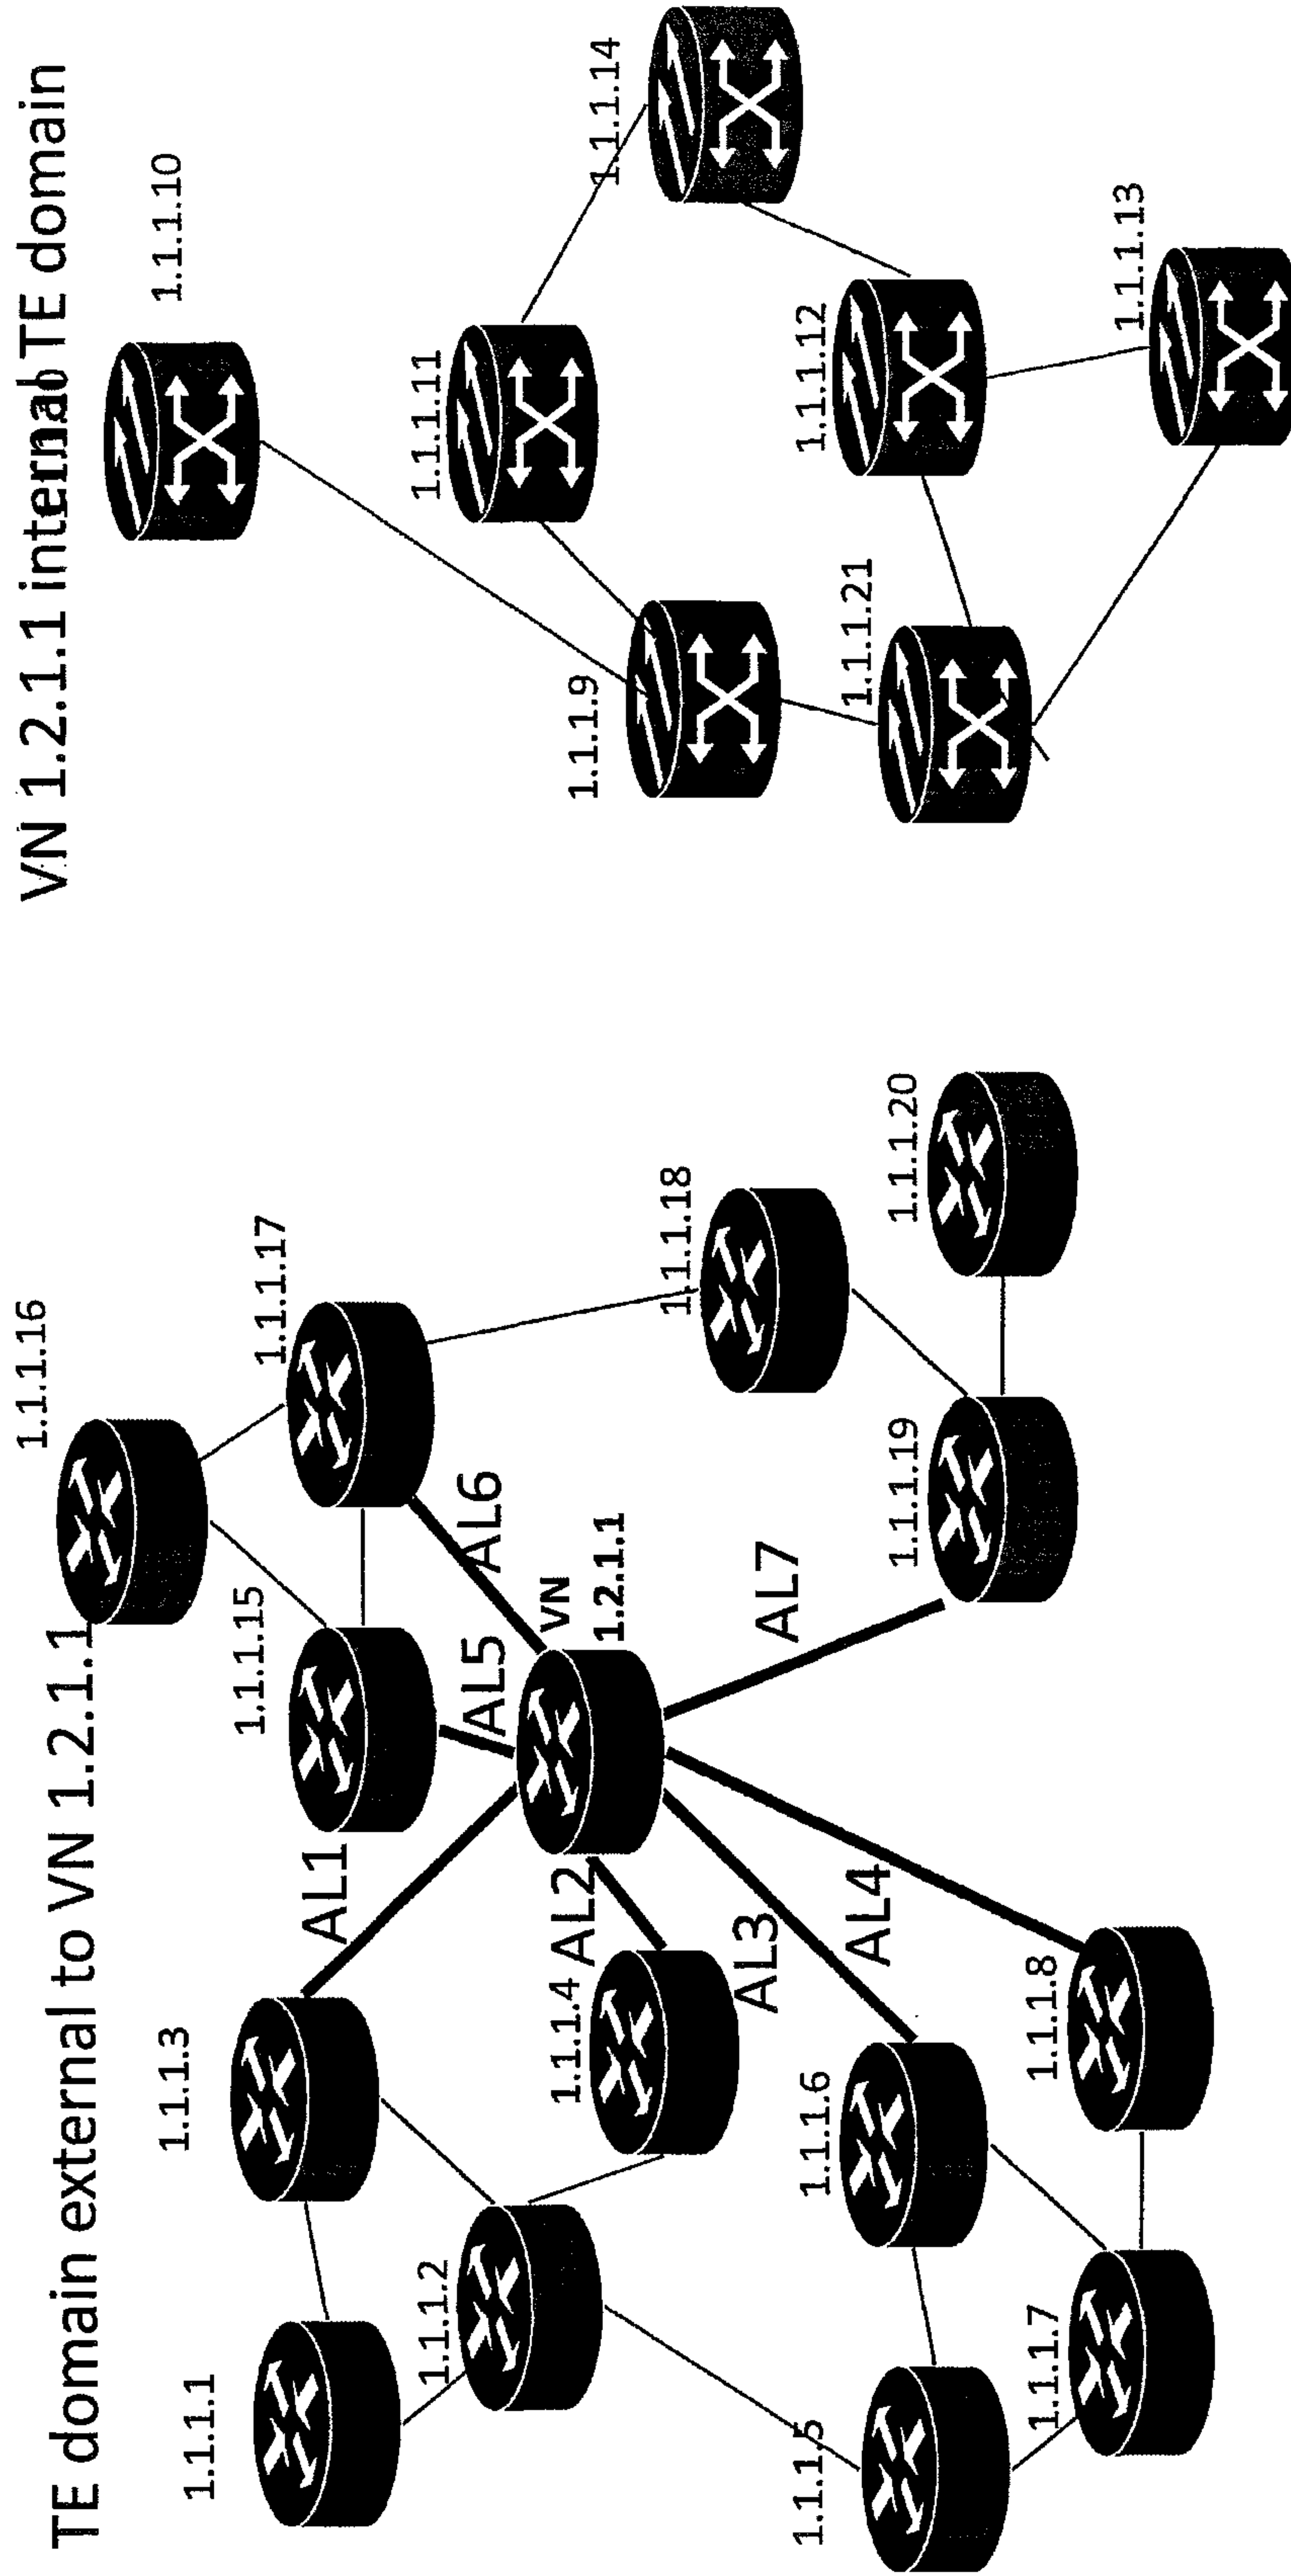 TE domain external to VN 1.2.1.1
VN 1.2.1.1 internal TE domain
1.1.1.16
1.1.1.10
1.1.1.3
1.1.1.1
1.1.1.15
1.1.1.17
AL1
AL5
AL6
VN
1.2.1.1
1.1.1.2
1.1.1.4
AL2
AL3
AL4
AL7
1.1.1.18
1.1.1.5
1.1.1.6
1.1.1.7
1.1.1.8
1.1.1.19
1.1.1.20
1.1.1.11
1.1.1.14
1.1.1.9
1.1.1.21
1.1.1.12
1.1.1.13